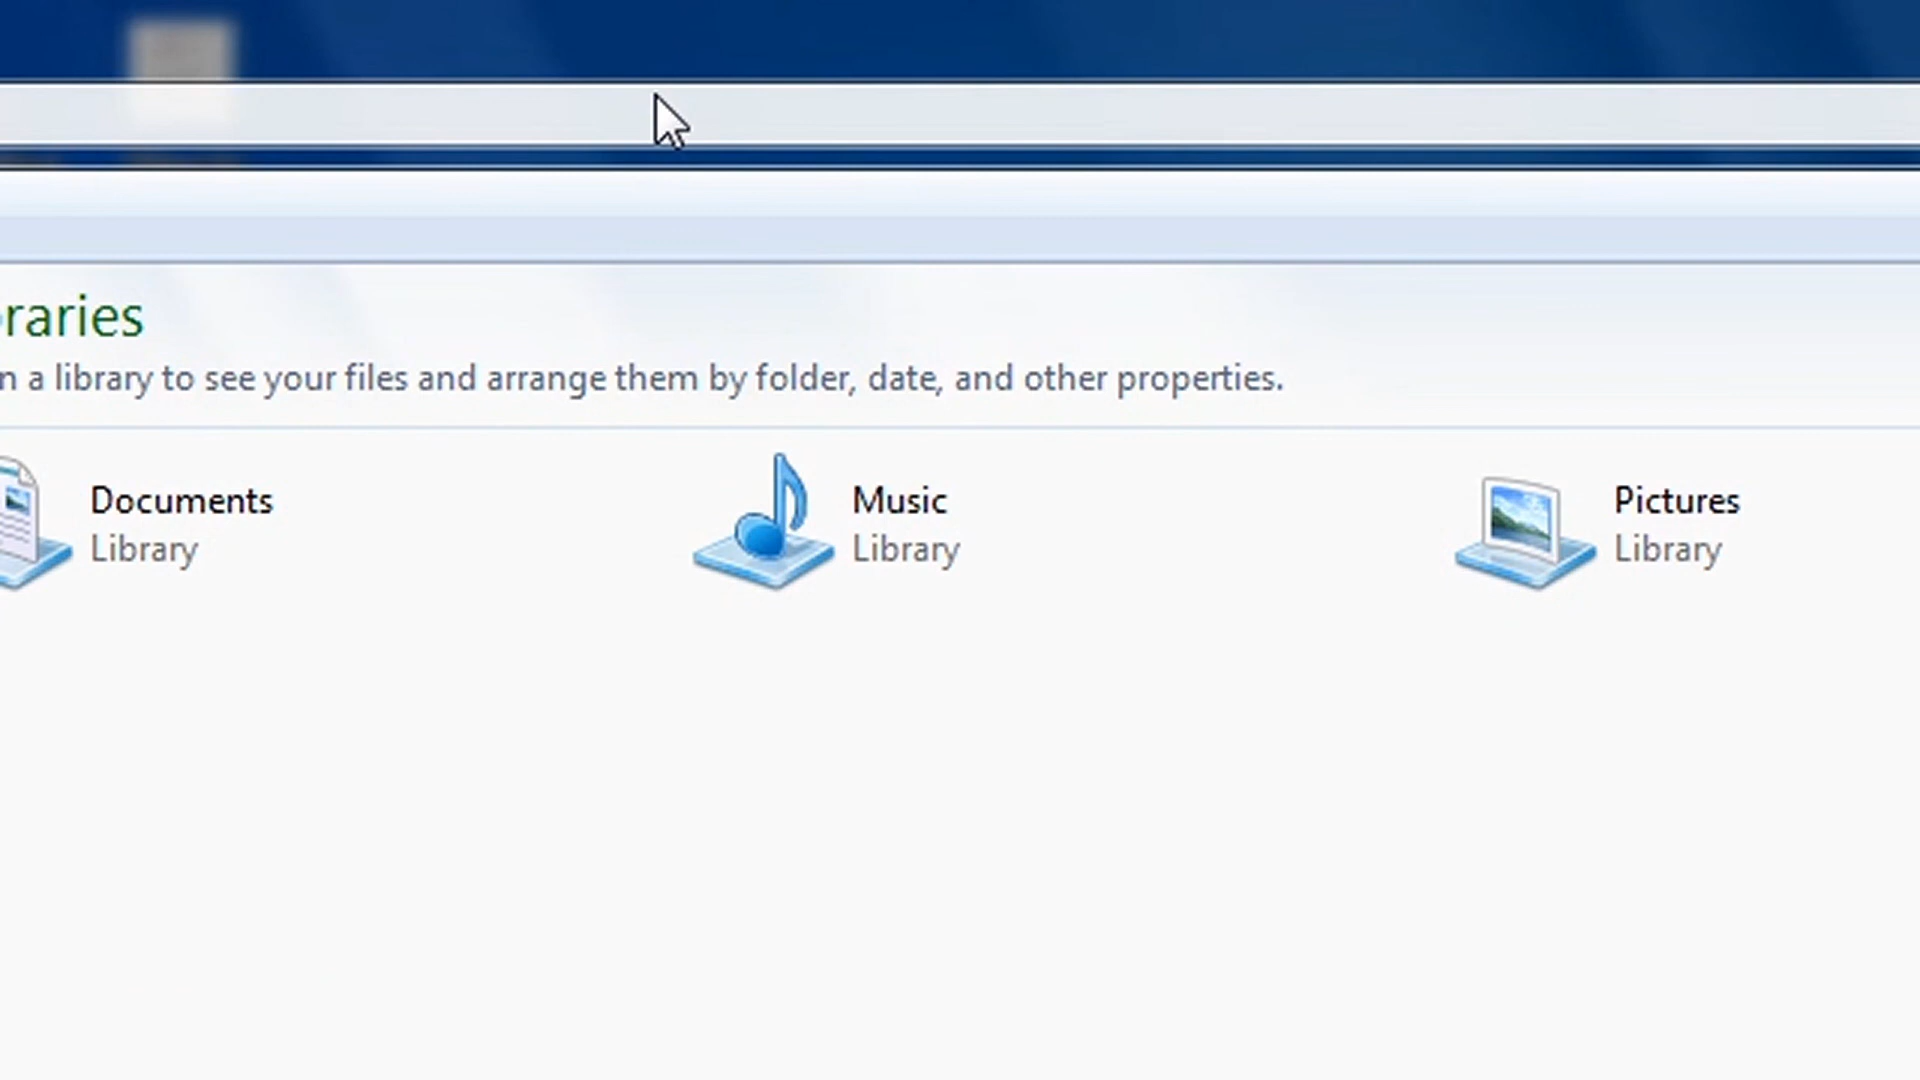 raries
n a library to see your files and arrange them by folder, date, and other properties.
Documents
Library
Music
Library
Pictures
Library